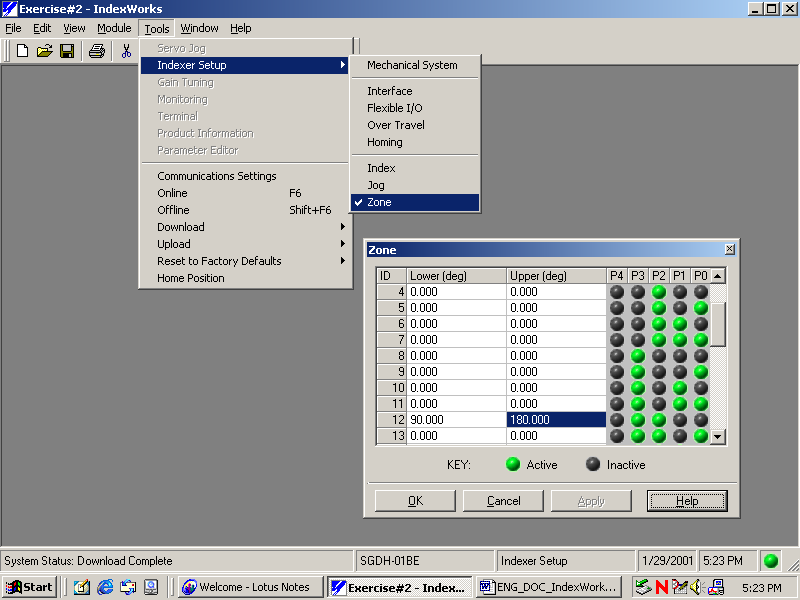 Exercise#2 - IndexWorks
File Edit View Module Tools Window Help
Servo Jog
Indexer Setup
Gain Tuning
Monitoring
Terminal
Product Information
Parameter Editor
Communications Settings
Online F6
Offline Shift+F6
Download
Upload
Reset to Factory Defaults
Home Position
Mechanical System
Interface
Flexible I/O
Over Travel
Homing
Index
Jog
Zone
Zone
ID Lower (deg) Upper (deg) P4 P3 P2 P1 P0
4 0.000 0.000
5 0.000 0.000
6 0.000 0.000
7 0.000 0.000
8 0.000 0.000
9 0.000 0.000
10 0.000 0.000
11 0.000 0.000
12 90.000 180.000
13 0.000 0.000
KEY: Active Inactive
OK Cancel Apply Help
System Status: Download Complete SGDH-01BE Indexer Setup 1/29/2001 5:23 PM
Start Welcome - Lotus Notes Exercise#2 - Index... ENG_DOC_IndexWork... 5:23 PM